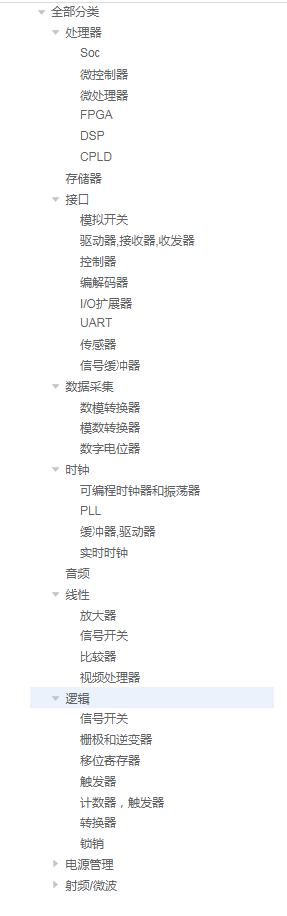 全部分类
处理器
Soc
微控制器
微处理器
FPGA
DSP
CPLD
存储器
接口
模拟开关
驱动器,接收器,收发器
控制器
编解码器
I/O扩展器
UART
传感器
信号缓冲器
数据采集
数模转换器
模数转换器
数字电位器
时钟
可编程时钟器和振荡器
PLL
缓冲器,驱动器
实时时钟
音频
线性
放大器
信号开关
比较器
视频处理器
逻辑
信号开关
栅极和逆变器
移位寄存器
触发器
计数器，触发器
转换器
锁销
电源管理
射频/微波